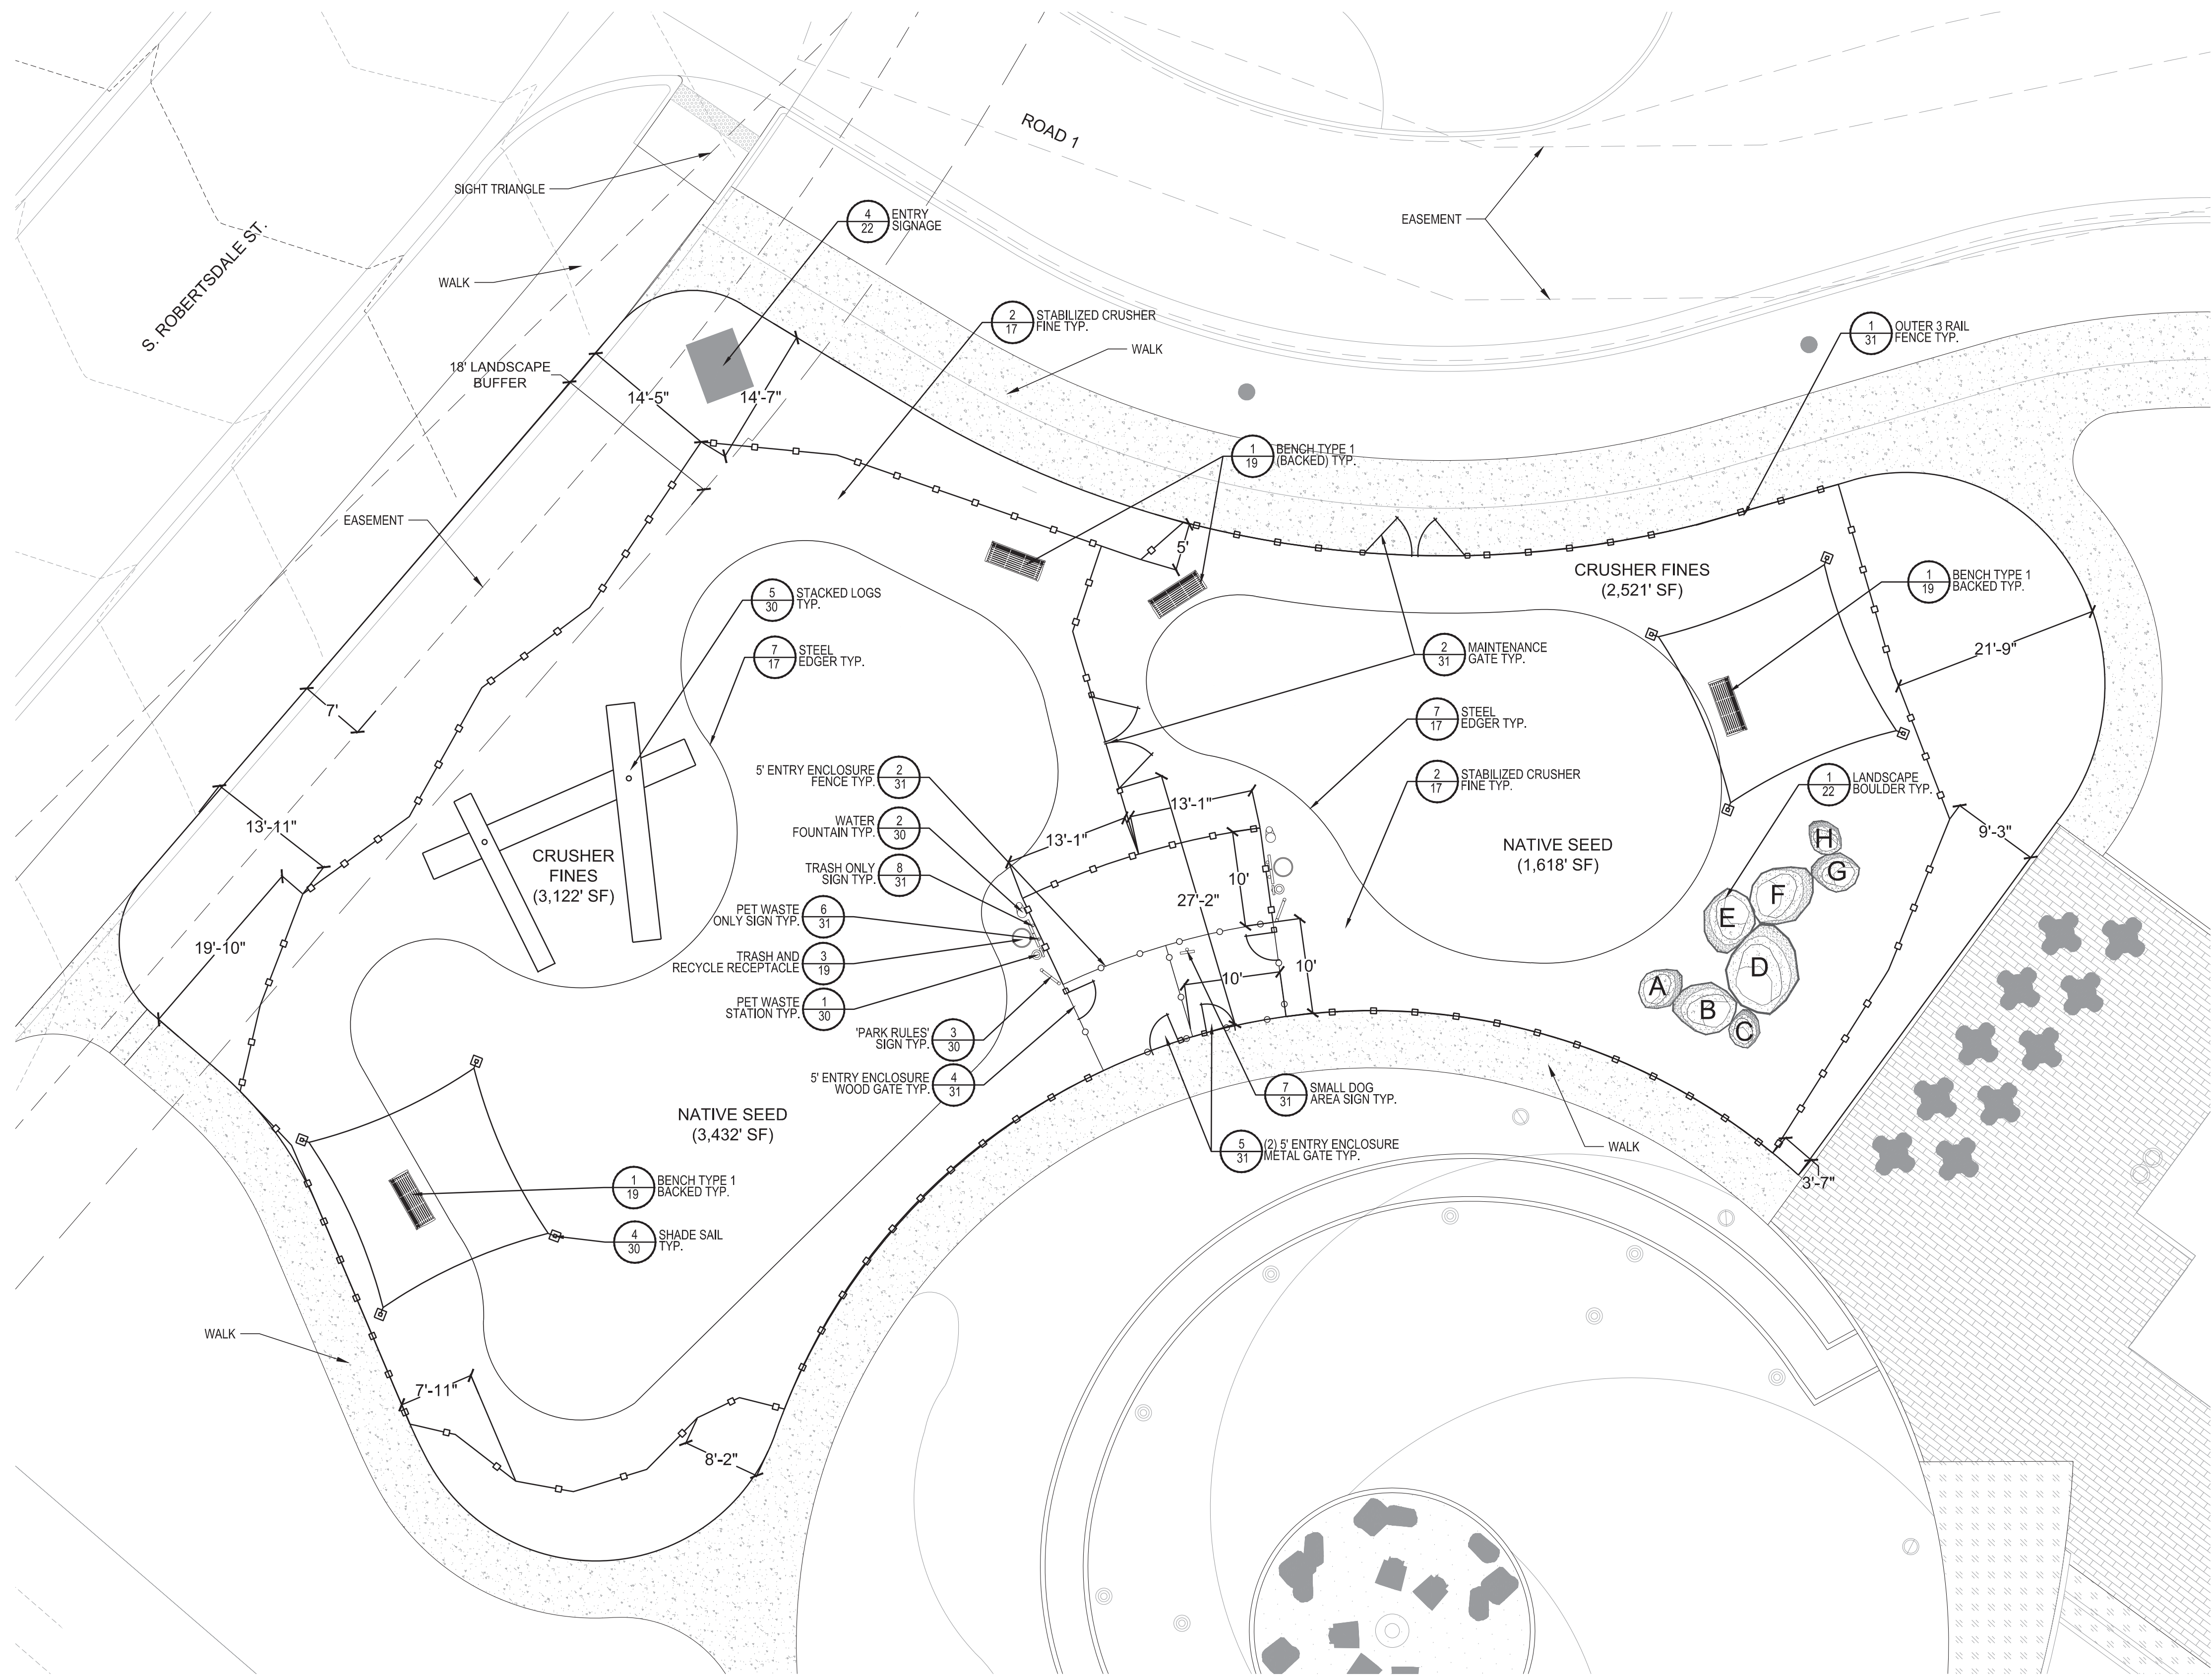 ROAD 1
SIGHT TRIANGLE
4
22
ENTRY
SIGNAGE
EASEMENT
S. ROBERTSDALE ST.
WALK
2
17
STABILIZED CRUSHER
FINE TYP.
WALK
1
31
OUTER 3 RAIL
FENCE TYP.
18' LANDSCAPE
BUFFER
14'-5"
14'-7"
1
19
BENCH TYPE 1
(BACKED) TYP.
EASEMENT
5'
CRUSHER FINES
(2,521' SF)
1
19
BENCH TYPE 1
BACKED TYP.
5
30
STACKED LOGS
TYP.
7
17
STEEL
EDGER TYP.
2
31
MAINTENANCE
GATE TYP.
21'-9"
7'
7
17
STEEL
EDGER TYP.
5' ENTRY ENCLOSURE
FENCE TYP.
2
31
2
17
STABILIZED CRUSHER
FINE TYP.
1
22
LANDSCAPE
BOULDER TYP.
13'-1"
13'-11"
WATER
FOUNTAIN TYP.
2
30
13'-1"
9'-3"
H
CRUSHER
FINES
(3,122' SF)
NATIVE SEED
(1,618' SF)
TRASH ONLY
SIGN TYP.
8
31
10'
G
F
27'-2"
PET WASTE
ONLY SIGN TYP.
6
31
E
19'-10"
TRASH AND
RECYCLE RECEPTACLE
3
19
10'
10'
D
A
PET WASTE
STATION TYP.
1
30
B
C
'PARK RULES'
SIGN TYP.
3
30
5' ENTRY ENCLOSURE
WOOD GATE TYP.
4
31
7
31
SMALL DOG
AREA SIGN TYP.
NATIVE SEED
(3,432' SF)
5
31
(2) 5' ENTRY ENCLOSURE
METAL GATE TYP.
WALK
3'-7"
1
19
BENCH TYPE 1
BACKED TYP.
4
30
SHADE SAIL
TYP.
WALK
7'-11"
8'-2"